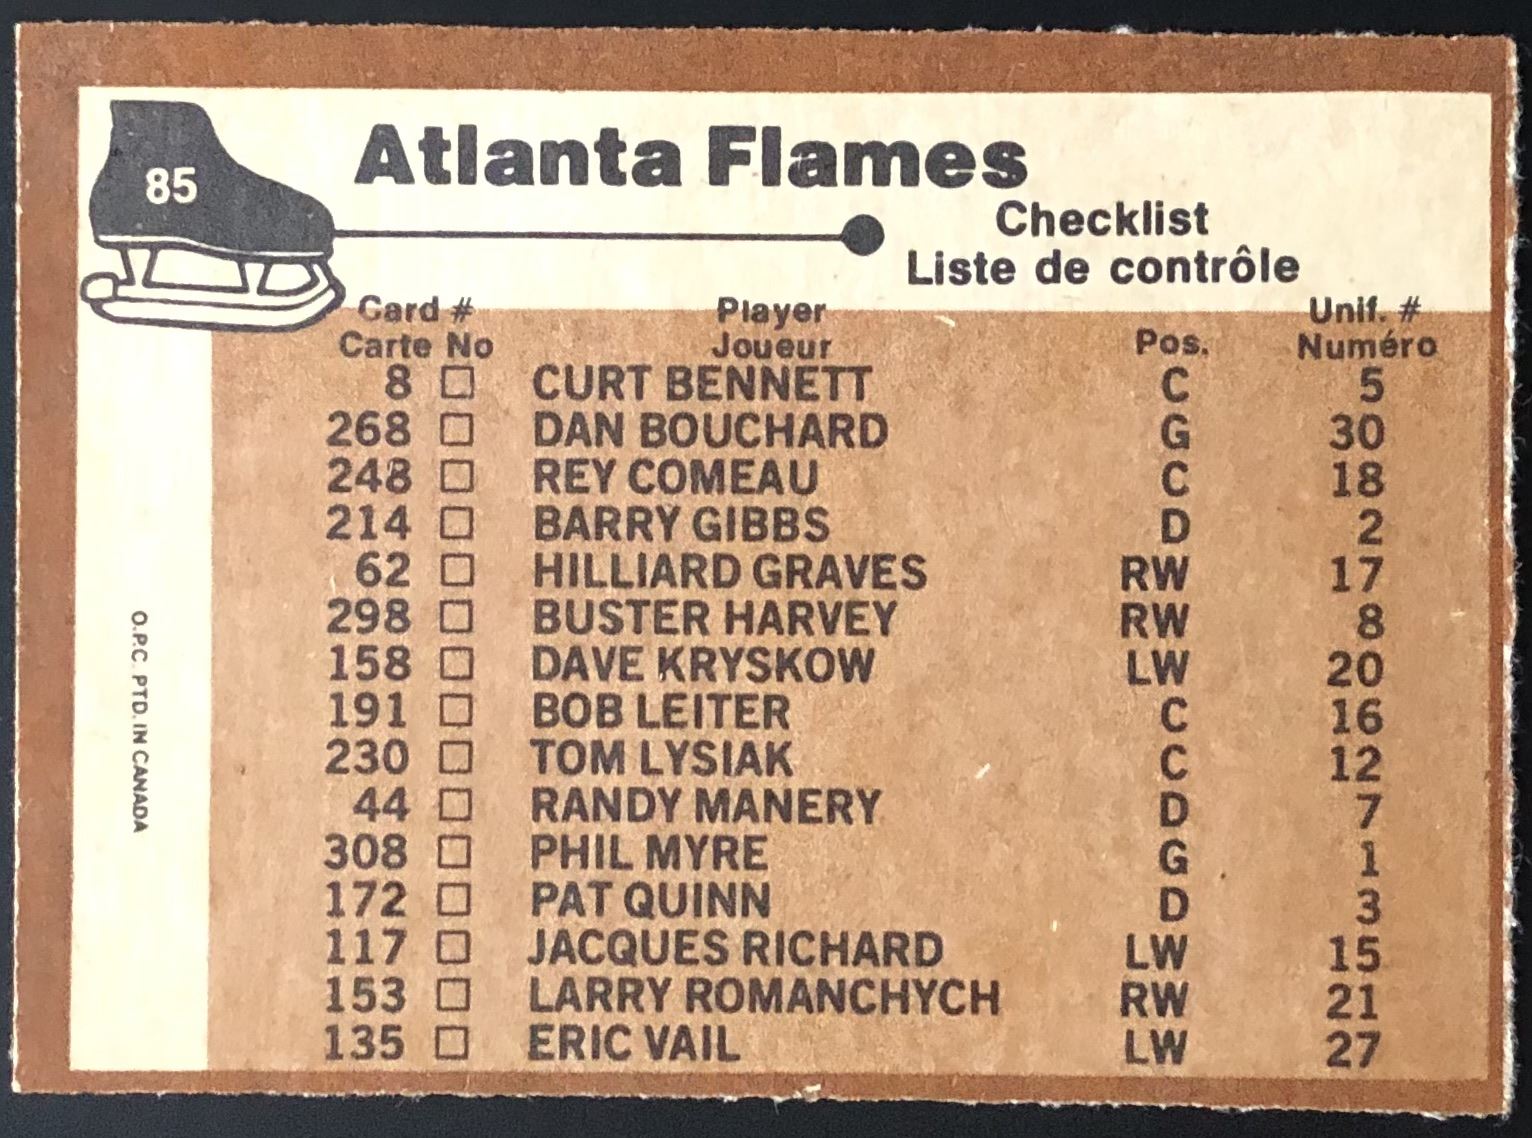 85
Atlanta Flames
Checklist
Liste de contrôle
Card # Player Unif. #
Carte No Joueur Pos. Numéro
8 □ CURT BENNETT C 5
268 □ DAN BOUCHARD G 30
248 □ REY COMEAU C 18
214 □ BARRY GIBBS D 2
62 □ HILLIARD GRAVES RW 17
298 □ BUSTER HARVEY RW 8
158 □ DAVE KRYSKOW LW 20
191 □ BOB LEITER C 16
230 □ TOM LYSIAK C 12
44 □ RANDY MANERY D 7
308 □ PHIL MYRE G 1
172 □ PAT QUINN D 3
117 □ JACQUES RICHARD LW 15
153 □ LARRY ROMANCHYCH RW 21
135 □ ERIC VAIL LW 27
O.P.C. PTD. IN CANADA